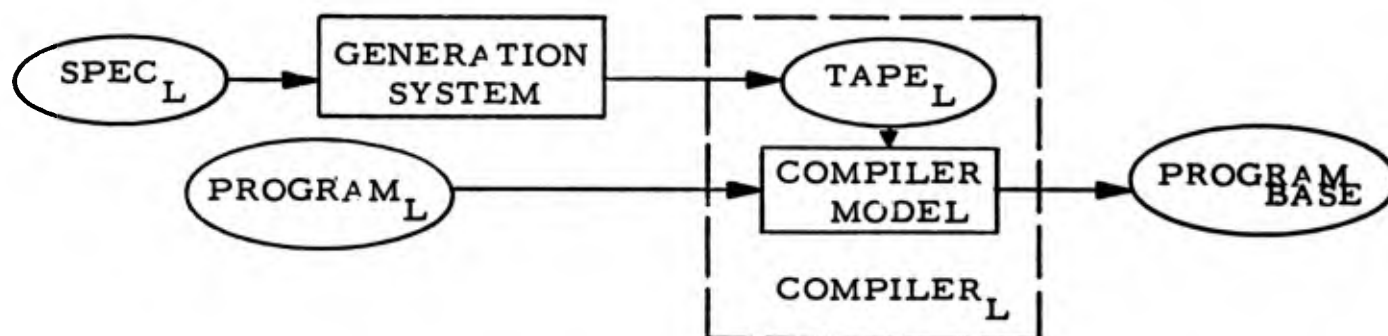 SPEC_L
GENERATION
SYSTEM
TAPE_L
PROGRAM_L
COMPILER
MODEL
PROGRAM_BASE
COMPILER_L